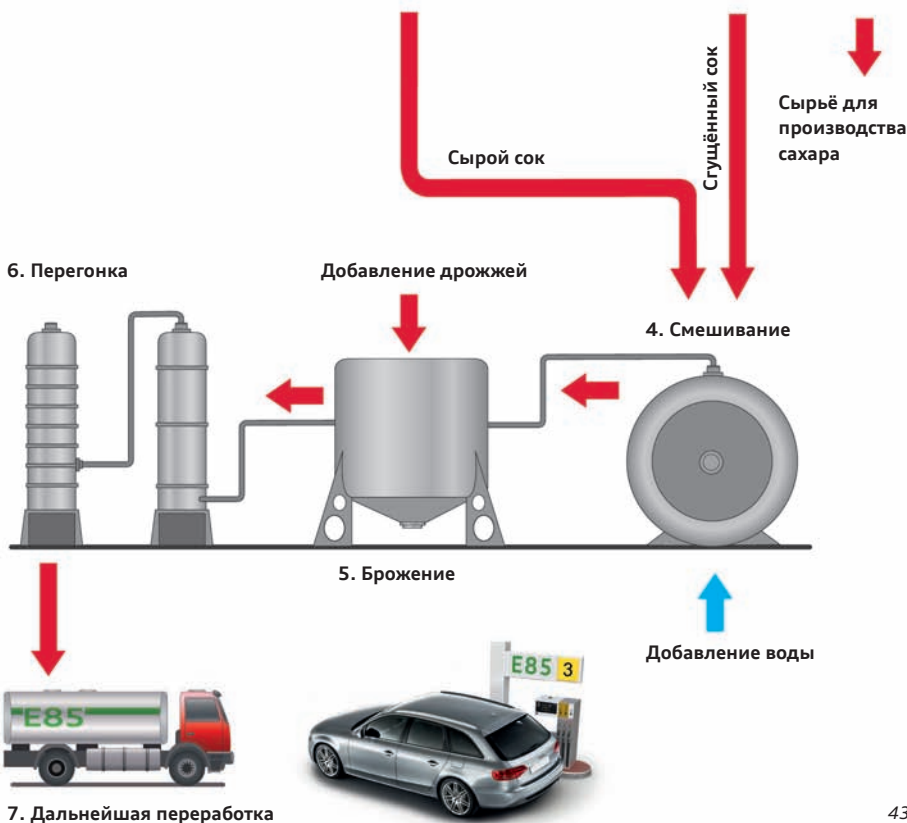 Сгущённый сок
Сырьё для
производства
сахара
Сырой сок
6. Перегонка
Добавление дрожжей
4. Смешивание
5. Брожение
Добавление воды
E85 3
E85
7. Дальнейшая переработка
43